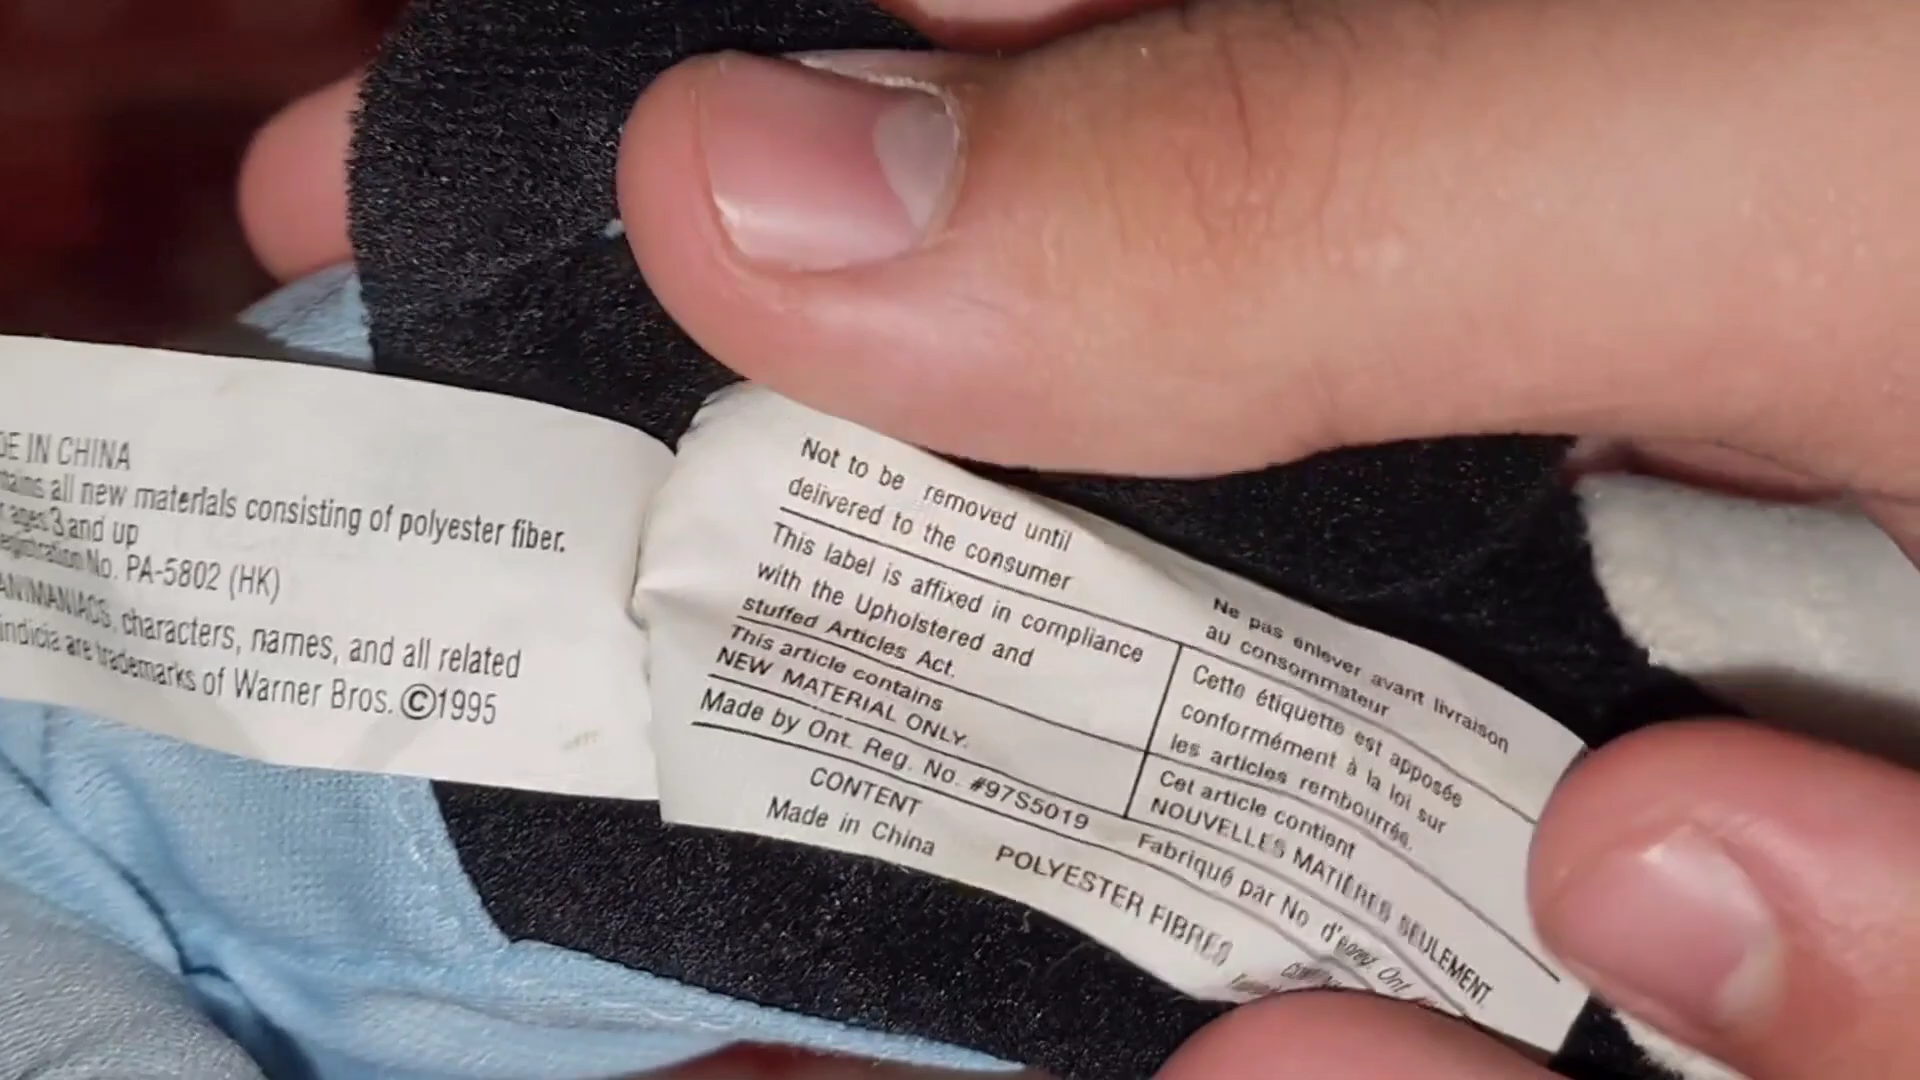 DE IN CHINA
tains all new materials consisting of polyester fiber.
r ages 3 and up
egistration No. PA-5802 (HK)
ANIMANIACS, characters, names, and all related
indicia are trademarks of Warner Bros. ©1995
Not to be removed until
delivered to the consumer
This label is affixed in compliance
with the Upholstered and
stuffed Articles Act.
This article contains
NEW MATERIAL ONLY.
Made by Ont. Reg. No. #97S5019
CONTENT
Made in China
POLYESTER FIBRES
Ne pas enlever avant livraison
au consommateur
Cette étiquette est apposée
conformément à la loi sur
les articles rembourrés.
Cet article contient
NOUVELLES MATIÈRES SEULEMENT.
Fabriqué par No. d'enreg. Ont.